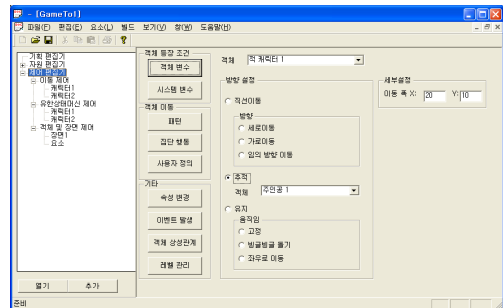 - [GameTo1]
파일(F) 편집(E) 요소(L) 빌드 보기(V) 창(W) 도움말(H)
기획 편집기
자원 편집기
제어 편집기
이동 제어
캐릭터1
캐릭터2
유한상태머신 제어
캐릭터1
캐릭터2
객체 및 장면 제어
장면1
요소
열기 추가
객체 등장 조건
객체 변수
시스템 변수
객체 이동
패턴
집단 행동
사용자 정의
기타
속성 변경
이벤트 발생
객체 상성관계
레벨 관리
객체 적 캐릭터 1
방향 설정
직선이동
방향
세로이동
가로이동
임의 방향 이동
추적
객체 주인공 1
유지
움직임
고정
빙글빙글 돌기
좌우로 이동
세부설정
이동 폭 X: 20 Y: 10
준비